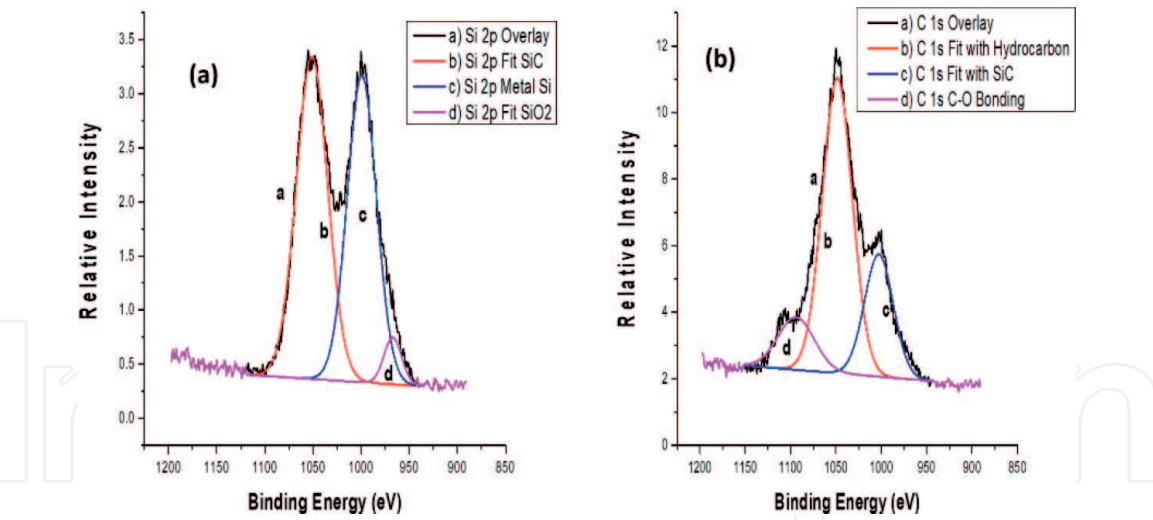 (a)
a) Si 2p Overlay
b) Si 2p Fit SiC
c) Si 2p Metal Si
d) Si 2p Fit SiO2
Relative Intensity
3.5
3.0
2.5
2.0
1.5
1.0
0.5
0.0
a
b
c
d
1200 1150 1100 1050 1000 950 900 850
Binding Energy (eV)
(b)
a) C 1s Overlay
b) C 1s Fit with Hydrocarbon
c) C 1s Fit with SiC
d) C 1s C-O Bonding
Relative Intensity
12
10
8
6
4
2
0
a
b
c
d
1200 1150 1100 1050 1000 950 900 850
Binding Energy (eV)